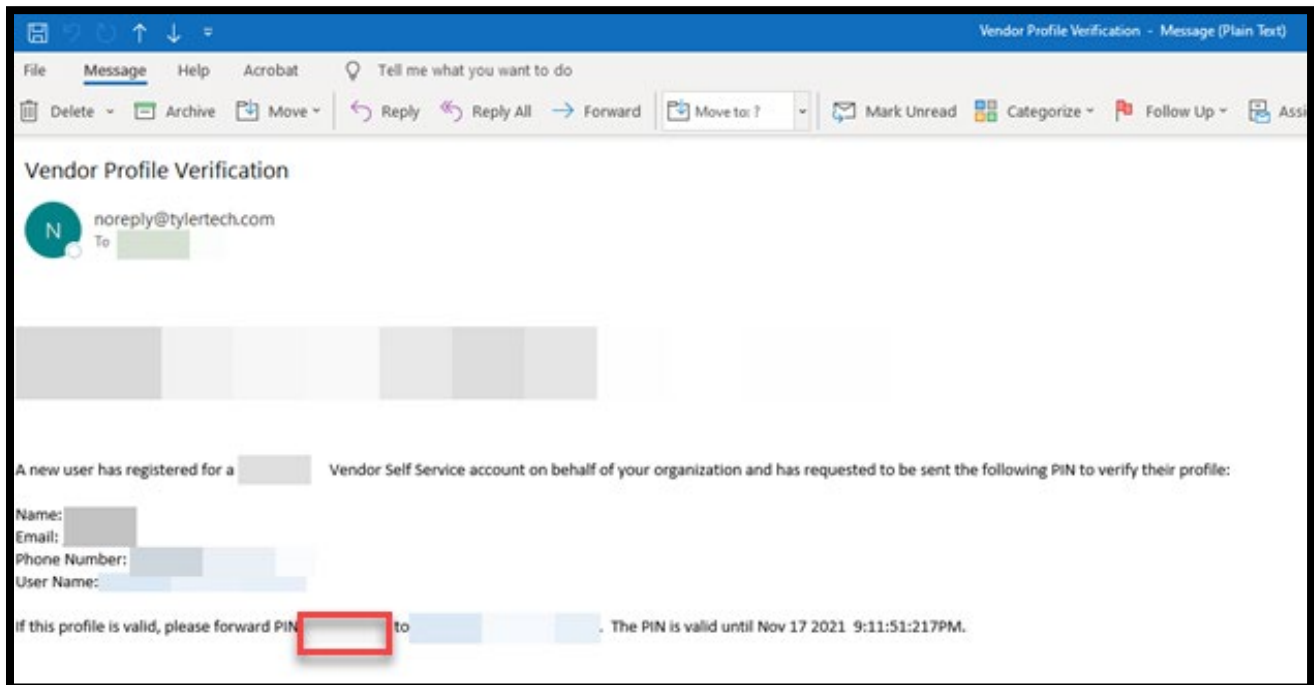 Vendor Profile Verification - Message (Plain Text)
File Message Help Acrobat Tell me what you want to do
Delete Archive Move Reply Reply All Forward Move to: ? Mark Unread Categorize Follow Up Assi
Vendor Profile Verification
N
noreply@tylertech.com
To
A new user has registered for a Vendor Self Service account on behalf of your organization and has requested to be sent the following PIN to verify their profile:
Name:
Email:
Phone Number:
User Name:
If this profile is valid, please forward PIN to . The PIN is valid until Nov 17 2021 9:11:51:217PM.